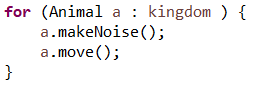 for (Animal a : kingdom ) {
    a.makeNoise();
    a.move();
}